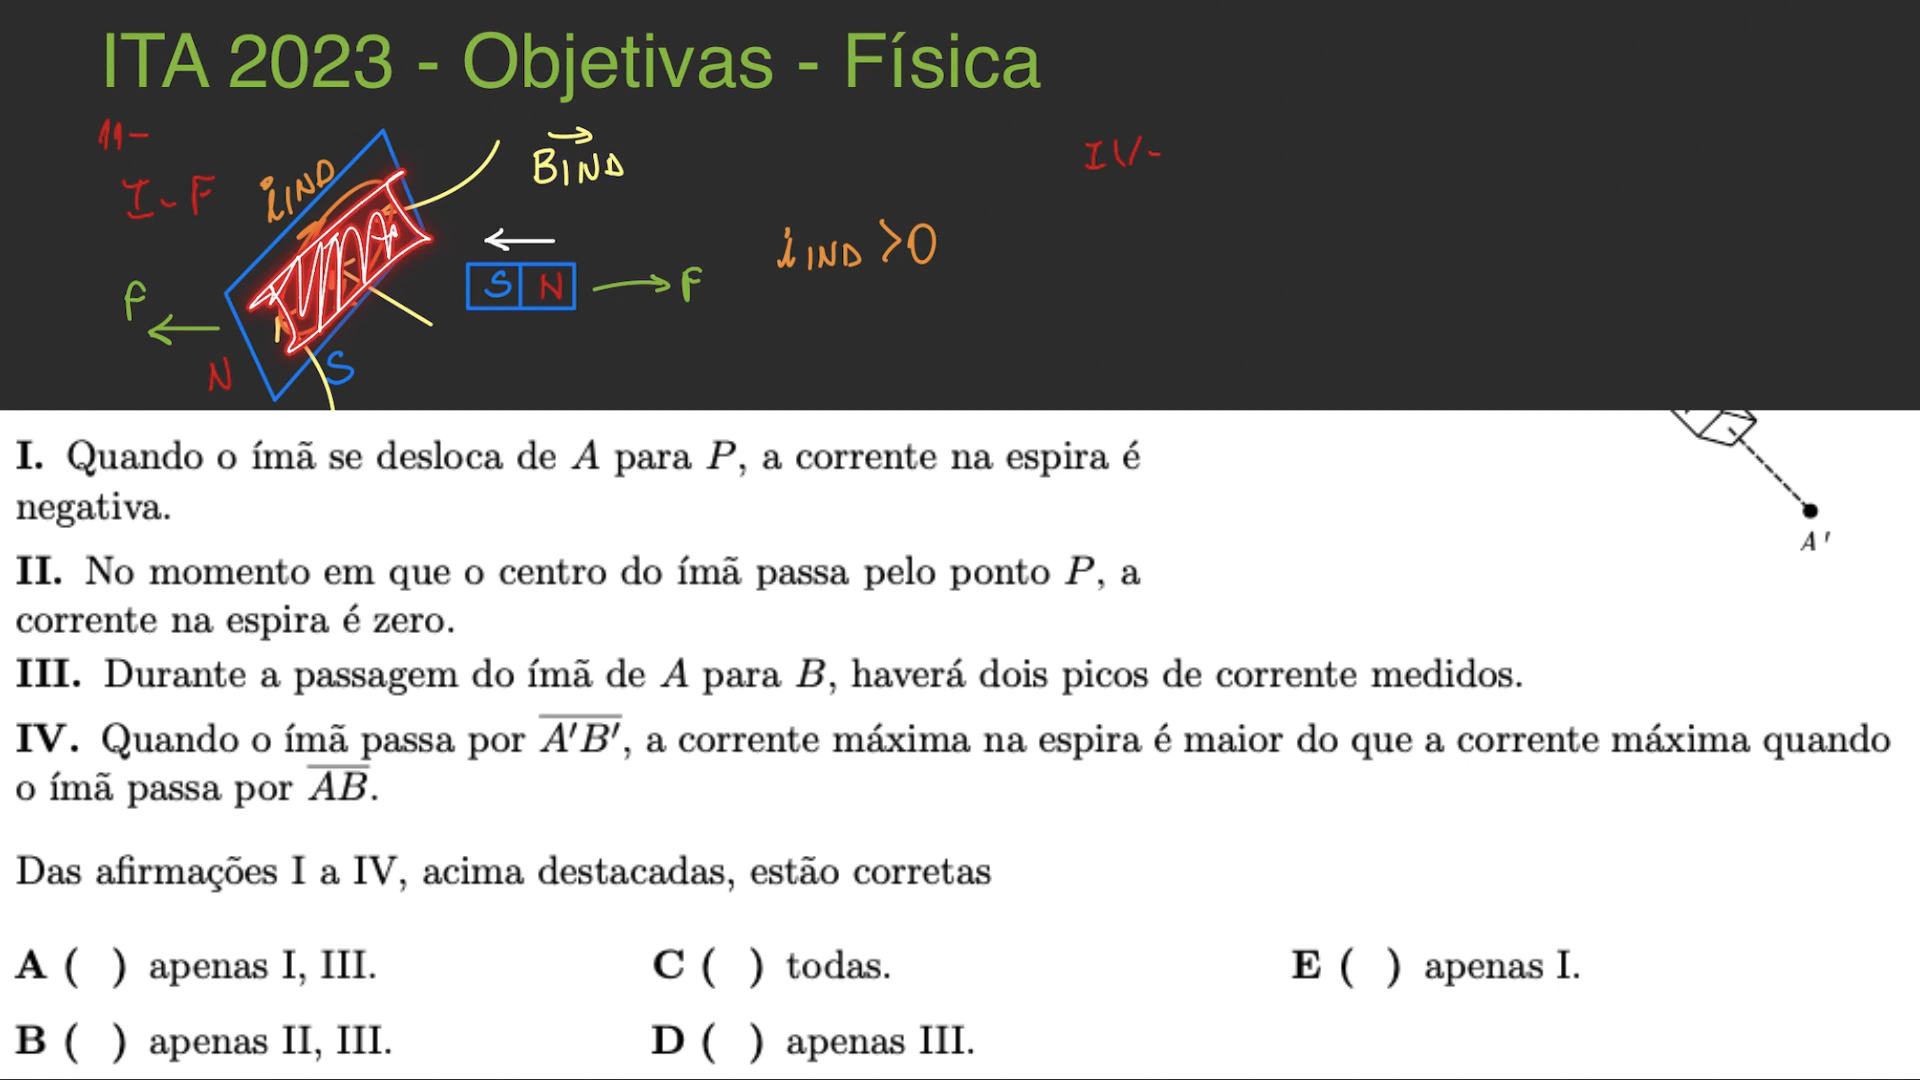 ITA 2023 - Objetivas - Física
11-
I - F
iIND
BIND
IV-
iIND >0
S N
F
F
N
S
I. Quando o ímã se desloca de A para P, a corrente na espira é
negativa.
A'
II. No momento em que o centro do ímã passa pelo ponto P, a
corrente na espira é zero.
III. Durante a passagem do ímã de A para B, haverá dois picos de corrente medidos.
IV. Quando o ímã passa por A'B', a corrente máxima na espira é maior do que a corrente máxima quando
o ímã passa por AB.
Das afirmações I a IV, acima destacadas, estão corretas
A ( ) apenas I, III.
C ( ) todas.
E ( ) apenas I.
B ( ) apenas II, III.
D ( ) apenas III.